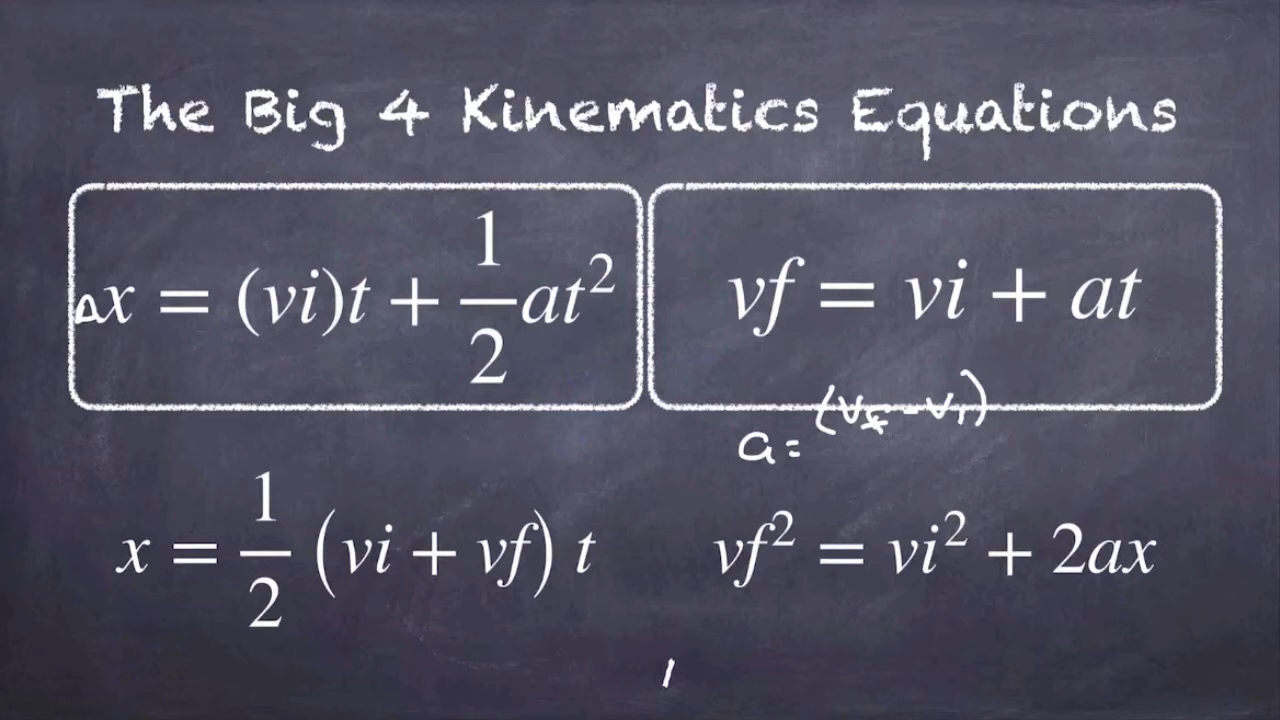 The Big 4 Kinematics Equations
Δx = (vi)t + 1/2 at²
vf = vi + at
a = (vf - vi)
x = 1/2 (vi + vf) t
vf² = vi² + 2ax